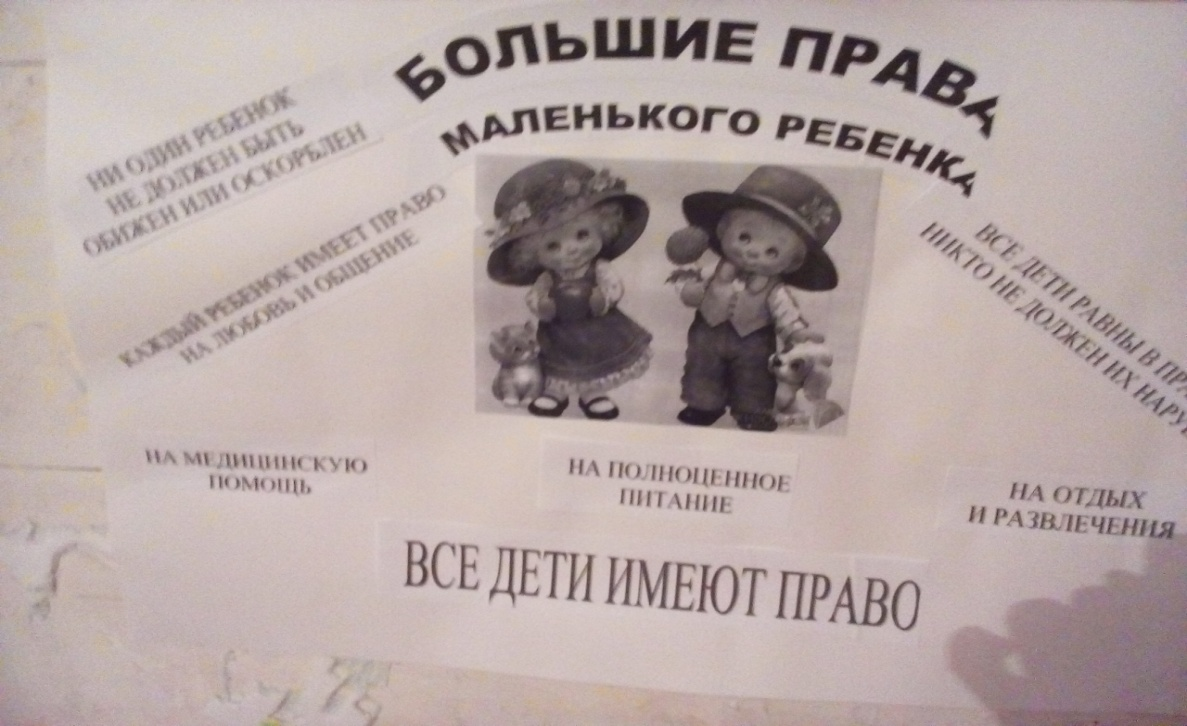 БОЛЬШИЕ ПРАВА
МАЛЕНЬКОГО РЕБЕНКА
НИ ОДИН РЕБЕНОК
НЕ ДОЛЖЕН БЫТЬ
ОБИЖЕН ИЛИ ОСКОРБЛЕН
КАЖДЫЙ РЕБЕНОК ИМЕЕТ ПРАВО
НА ЛЮБОВЬ И ОБЩЕНИЕ
ВСЕ ДЕТИ РАВНЫ В
НИКТО НЕ ДОЛЖЕН ИХ
НА МЕДИЦИНСКУЮ
ПОМОЩЬ
НА ПОЛНОЦЕННОЕ
ПИТАНИЕ
НА ОТДЫХ
И РАЗВЛЕЧЕНИЯ
ВСЕ ДЕТИ ИМЕЮТ ПРАВО